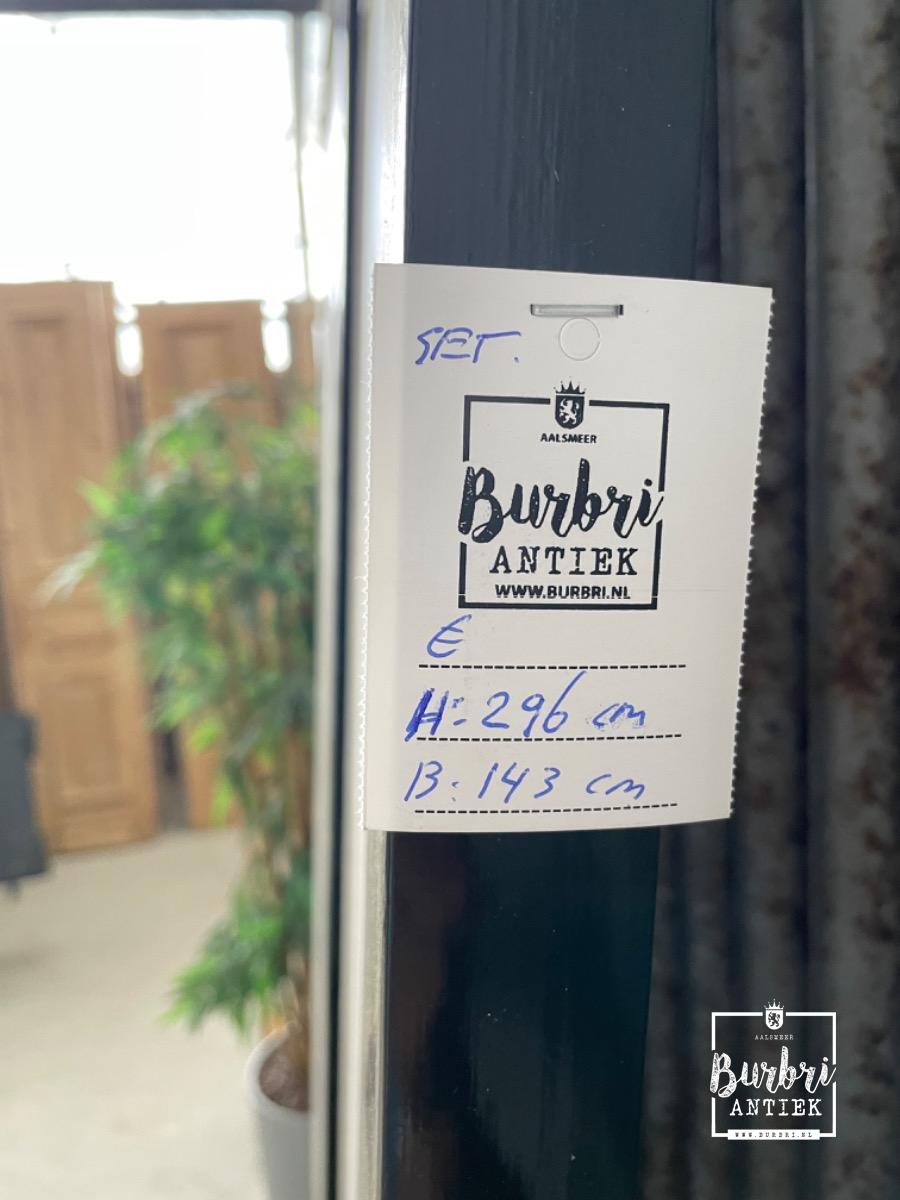 SET.
AALSMEER
Burbri
ANTIEK
WWW.BURBRI.NL
€
H: 296 cm
B: 143 cm
AALSMEER
Burbri
ANTIEK
WWW.BURBRI.NL